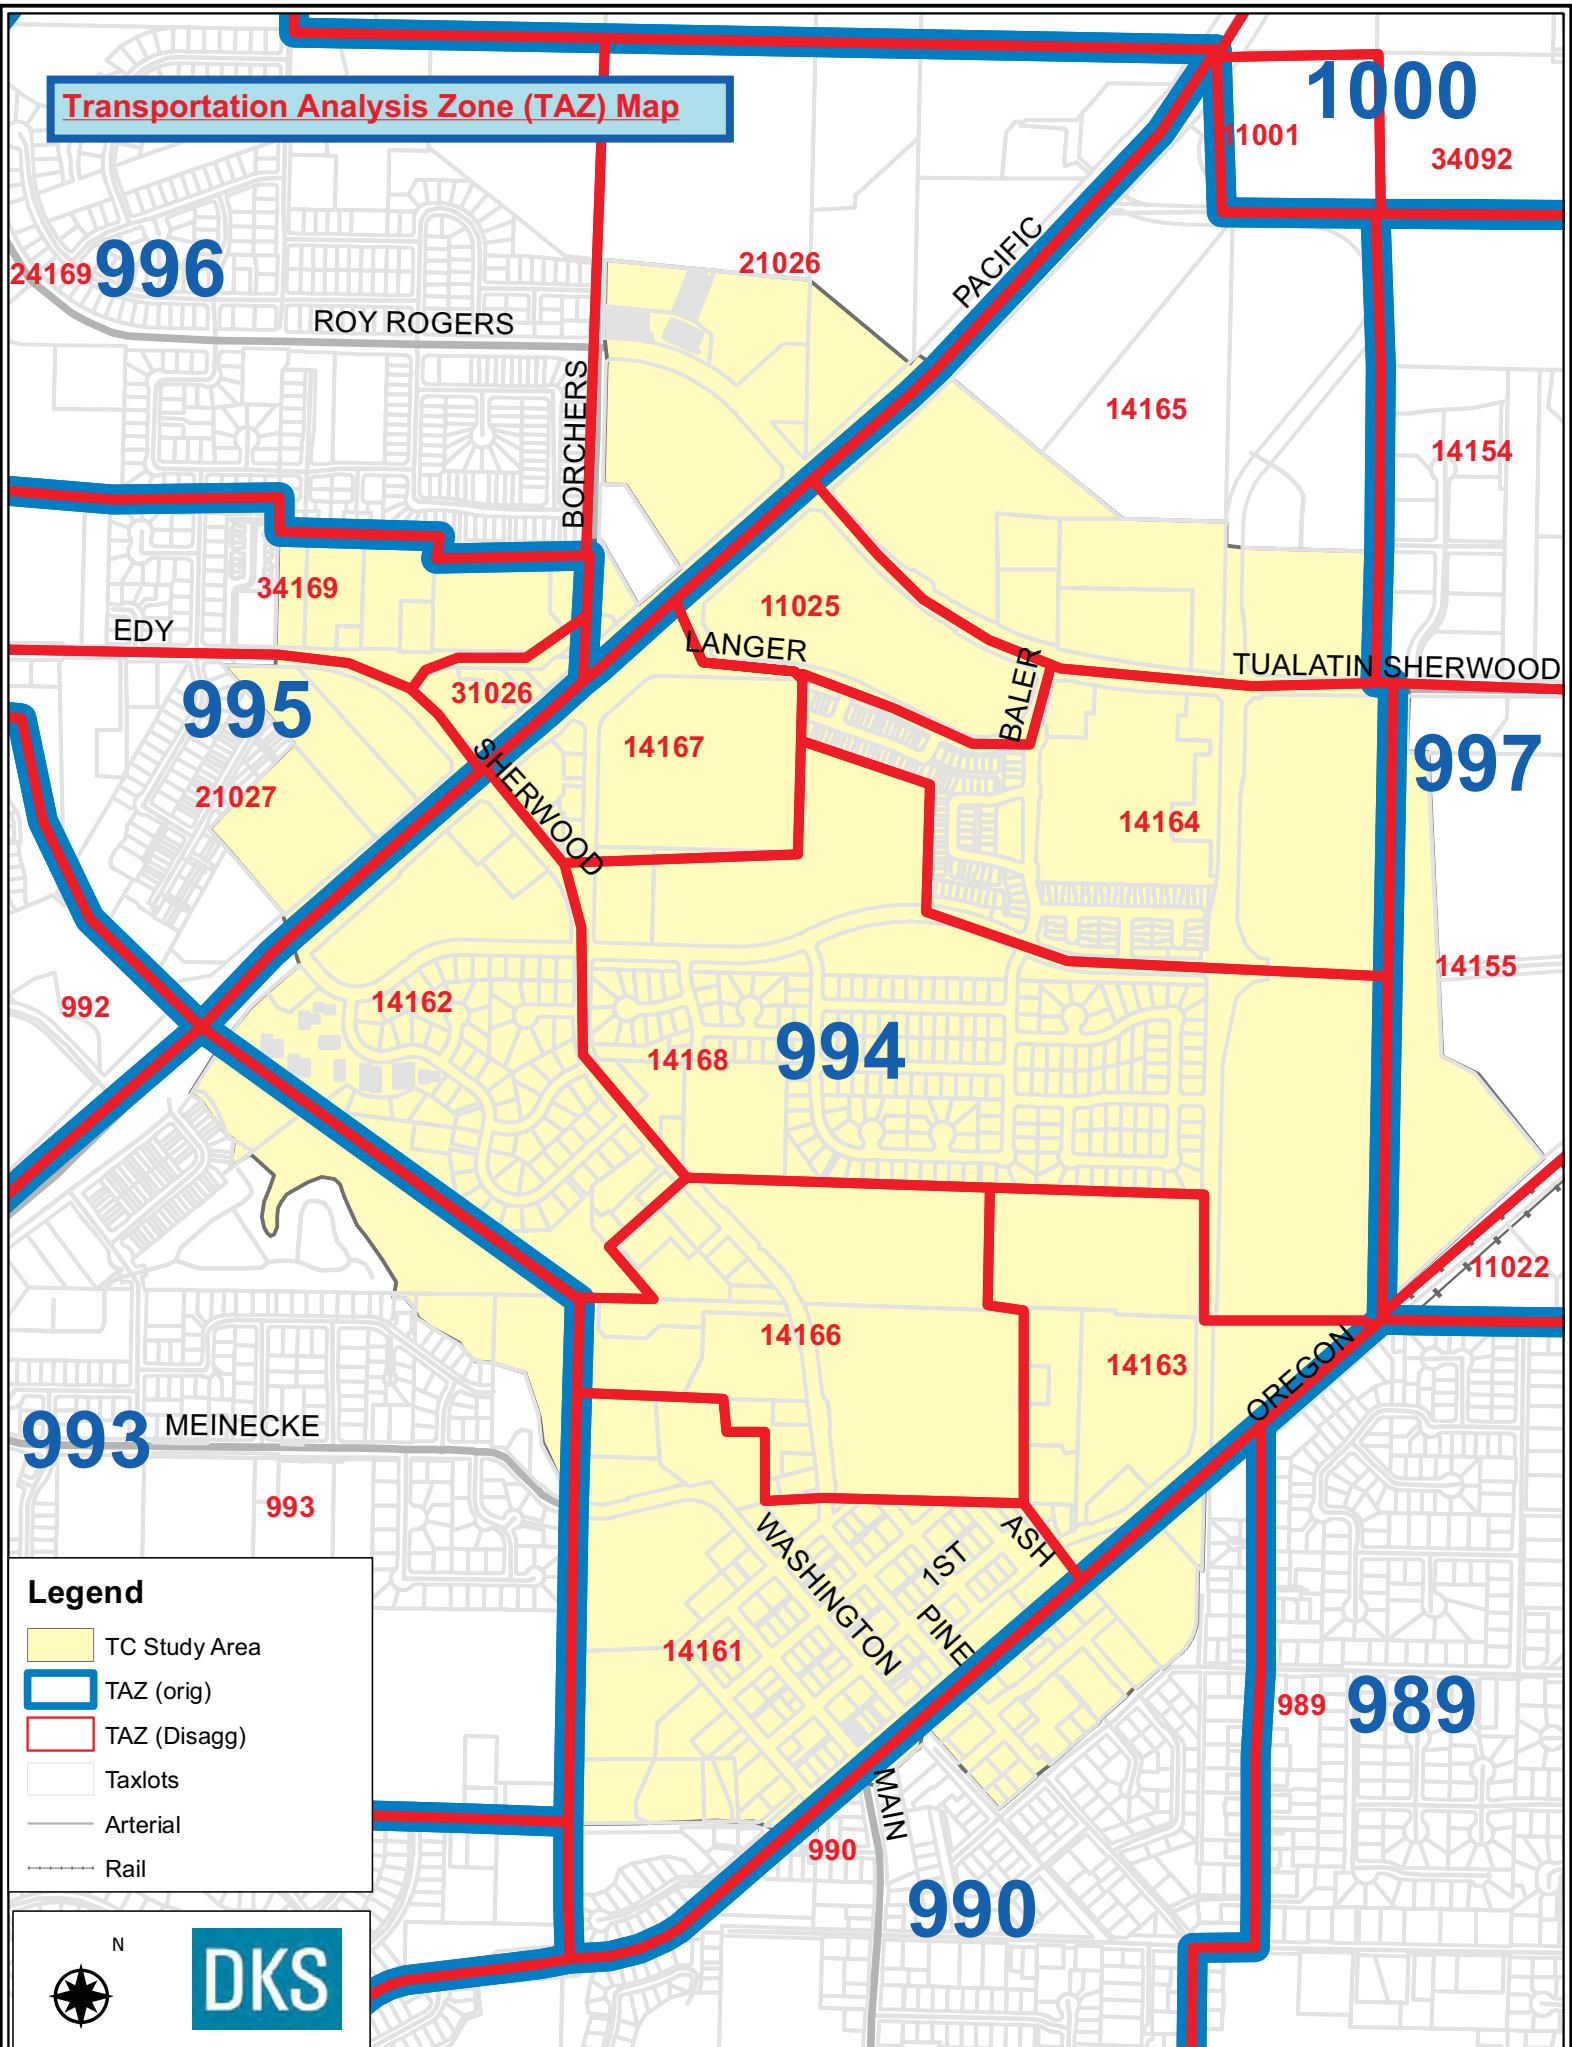 Transportation Analysis Zone (TAZ) Map
1000
11001
34092
996
24169
21026
PACIFIC
ROY ROGERS
BORCHERS
14165
14154
34169
11025
EDY
LANGER
BALER
TUALATIN SHERWOOD
995
31026
14167
SHERWOOD
997
21027
14164
14155
992
14162
14168
994
11022
14166
14163
OREGON
993
MEINECKE
993
WASHINGTON
1ST
ASH
PINE
14161
989
989
MAIN
990
990
Legend
TC Study Area
TAZ (orig)
TAZ (Disagg)
Taxlots
Arterial
Rail
N
DKS